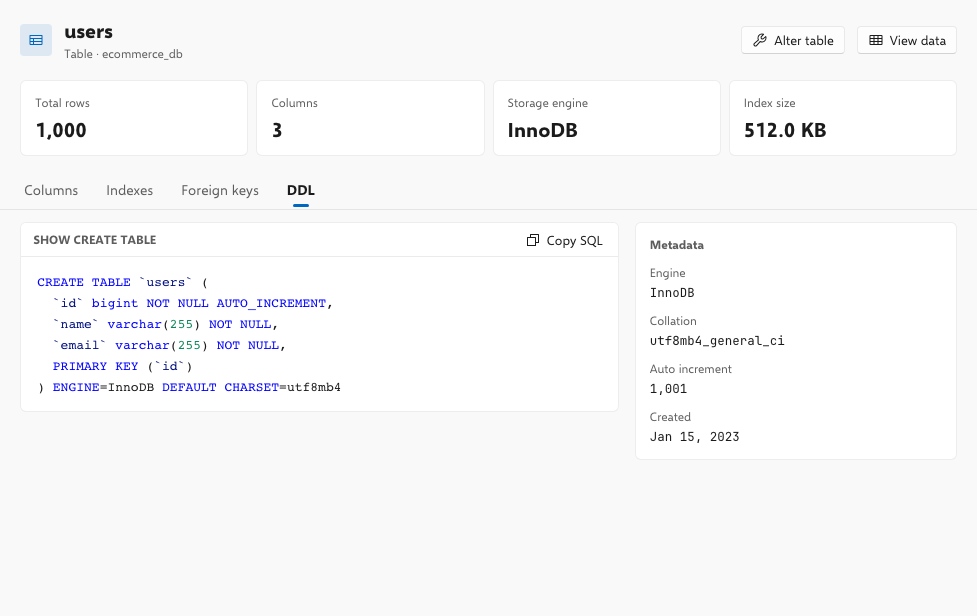 users
Table · ecommerce_db
Alter table
View data
Total rows
1,000
Columns
3
Storage engine
InnoDB
Index size
512.0 KB
Columns
Indexes
Foreign keys
DDL
SHOW CREATE TABLE
Copy SQL
CREATE TABLE `users` (
  `id` bigint NOT NULL AUTO_INCREMENT,
  `name` varchar(255) NOT NULL,
  `email` varchar(255) NOT NULL,
  PRIMARY KEY (`id`)
) ENGINE=InnoDB DEFAULT CHARSET=utf8mb4
Metadata
Engine
InnoDB
Collation
utf8mb4_general_ci
Auto increment
1,001
Created
Jan 15, 2023